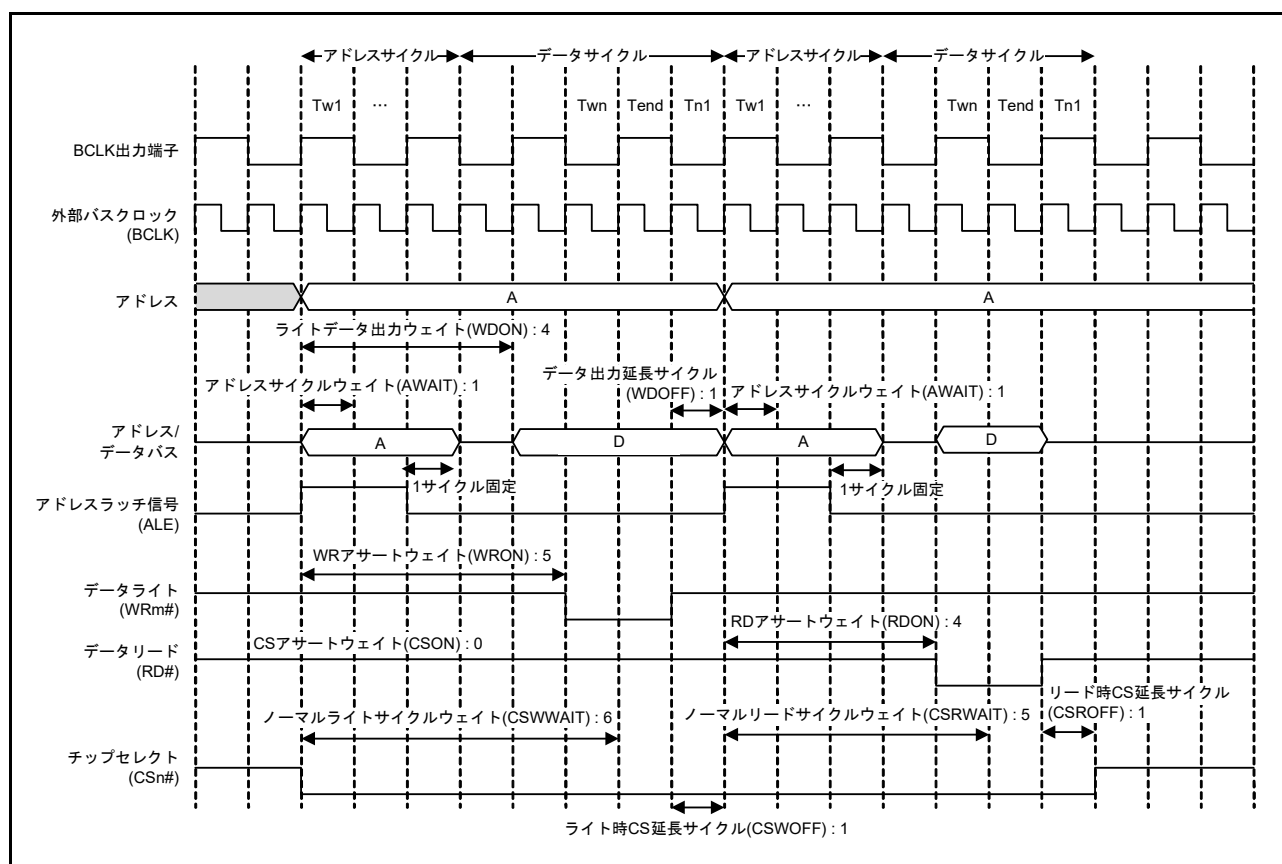 アドレスサイクル データサイクル アドレスサイクル データサイクル
Tw1 … Twn Tend Tn1 Tw1 … Twn Tend Tn1
BCLK出力端子
外部バスクロック
(BCLK)
アドレス A A
ライトデータ出力ウェイト(WDON) : 4
データ出力延長サイクル
(WDOFF) : 1
アドレスサイクルウェイト(AWAIT) : 1 アドレスサイクルウェイト(AWAIT) : 1
アドレス/
データバス
A D A D
1サイクル固定 1サイクル固定
アドレスラッチ信号
(ALE)
WRアサートウェイト(WRON) : 5
データライト
(WRm#)
RDアサートウェイト(RDON) : 4
データリード
(RD#)
CSアサートウェイト(CSON) : 0
リード時CS延長サイクル
(CSROFF) : 1
ノーマルライトサイクルウェイト(CSWWAIT) : 6 ノーマルリードサイクルウェイト(CSRWAIT) : 5
チップセレクト
(CSn#)
ライト時CS延長サイクル(CSWOFF) : 1